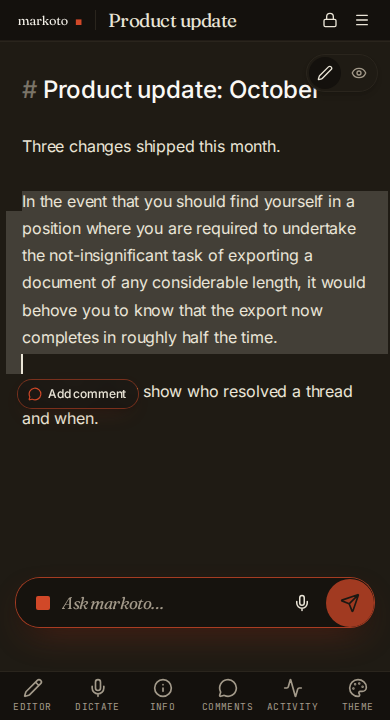 markoto
Product update
# Product update: October
Three changes shipped this month.
In the event that you should find yourself in a
position where you are required to undertake
the not-insignificant task of exporting a
document of any considerable length, it would
behove you to know that the export now
completes in roughly half the time.
Add comment
show who resolved a thread
and when.
Ask markoto...
EDITOR
DICTATE
INFO
COMMENTS
ACTIVITY
THEME